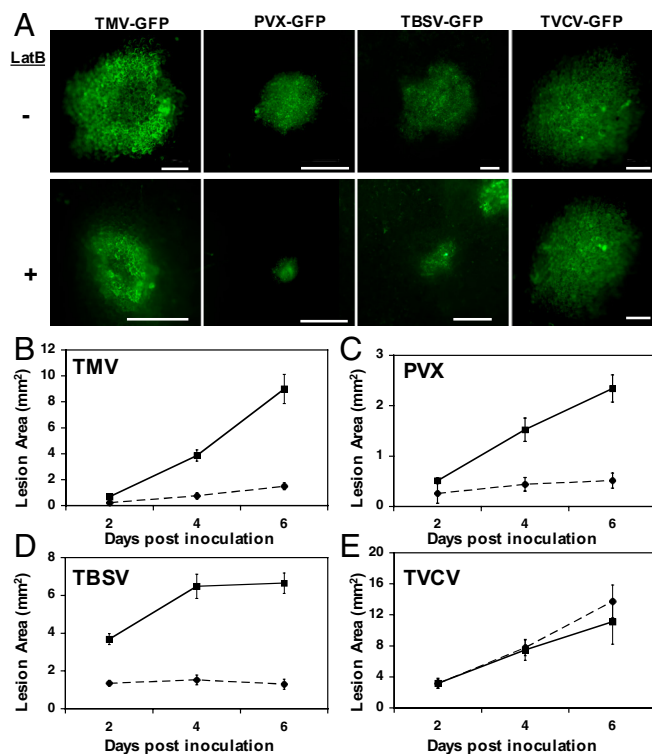 A
TMV-GFP PVX-GFP TBSV-GFP TVCV-GFP
LatB
-
+
B
TMV
12
10
8
6
4
2
0
Lesion Area (mm²)
2 4 6
Days post inoculation
C
PVX
3
2
1
0
Lesion Area (mm²)
2 4 6
Days post inoculation
D
TBSV
8
6
4
2
0
Lesion Area (mm²)
2 4 6
Days post inoculation
E
TVCV
20
16
12
8
4
0
Lesion Area (mm²)
2 4 6
Days post inoculation